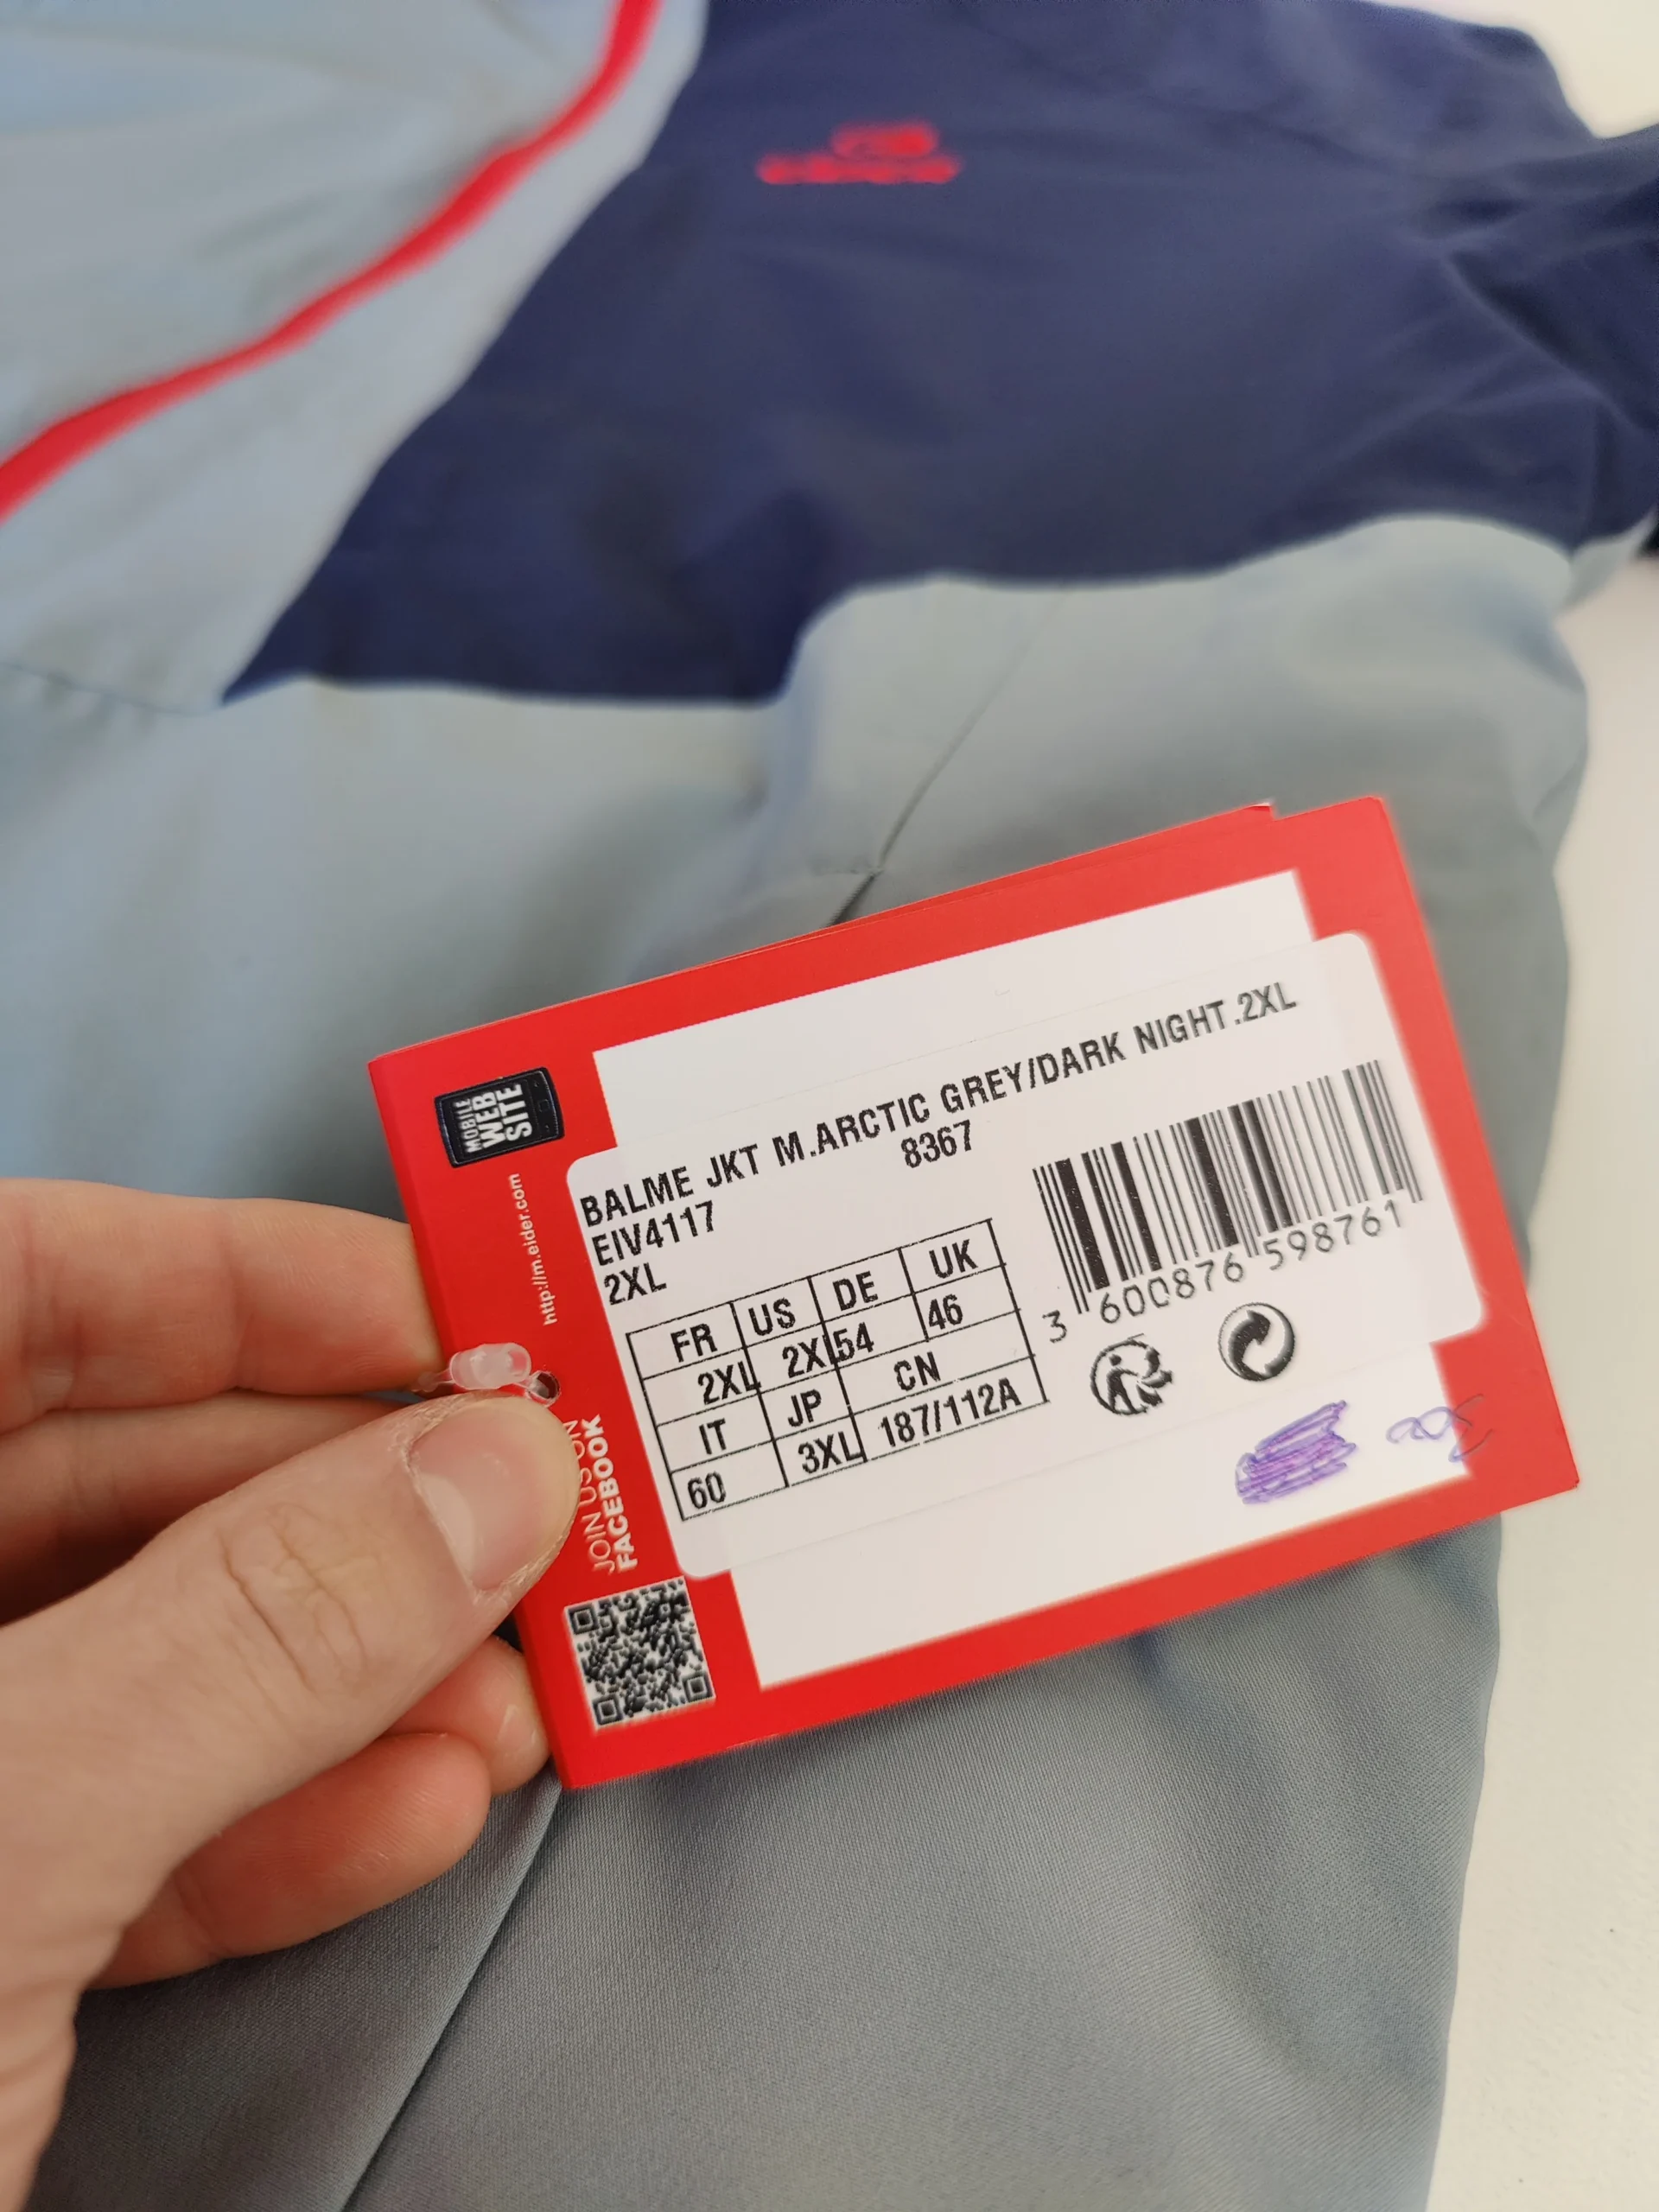 MOBILE
WEB
SITE
http://m.eider.com
JOIN US ON
FACEBOOK
BALME JKT M.ARCTIC GREY/DARK NIGHT.2XL
8367
EIV4117
2XL
FR US DE UK
2XL 2XL 54 46
IT JP CN
60 3XL 187/112A
3 600876 598761